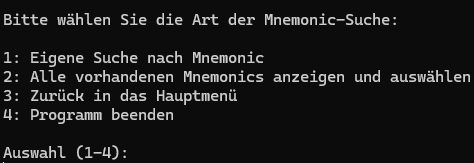 Bitte wählen Sie die Art der Mnemonic-Suche:
1: Eigene Suche nach Mnemonic
2: Alle vorhandenen Mnemonics anzeigen und auswählen
3: Zurück in das Hauptmenü
4: Programm beenden
Auswahl (1-4):